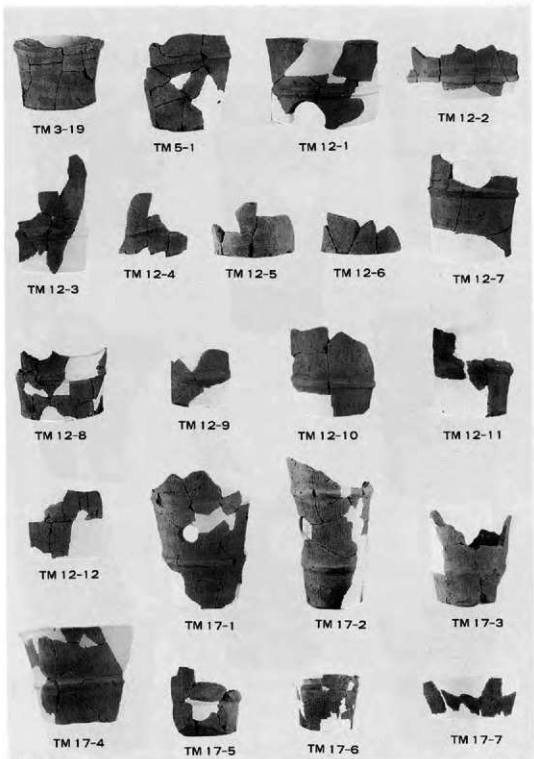 TM 3-19
TM 5-1
TM 12-1
TM 12-2
TM 12-3
TM 12-4
TM 12-5
TM 12-6
TM 12-7
TM 12-8
TM 12-9
TM 12-10
TM 12-11
TM 12-12
TM 17-1
TM 17-2
TM 17-3
TM 17-4
TM 17-5
TM 17-6
TM 17-7